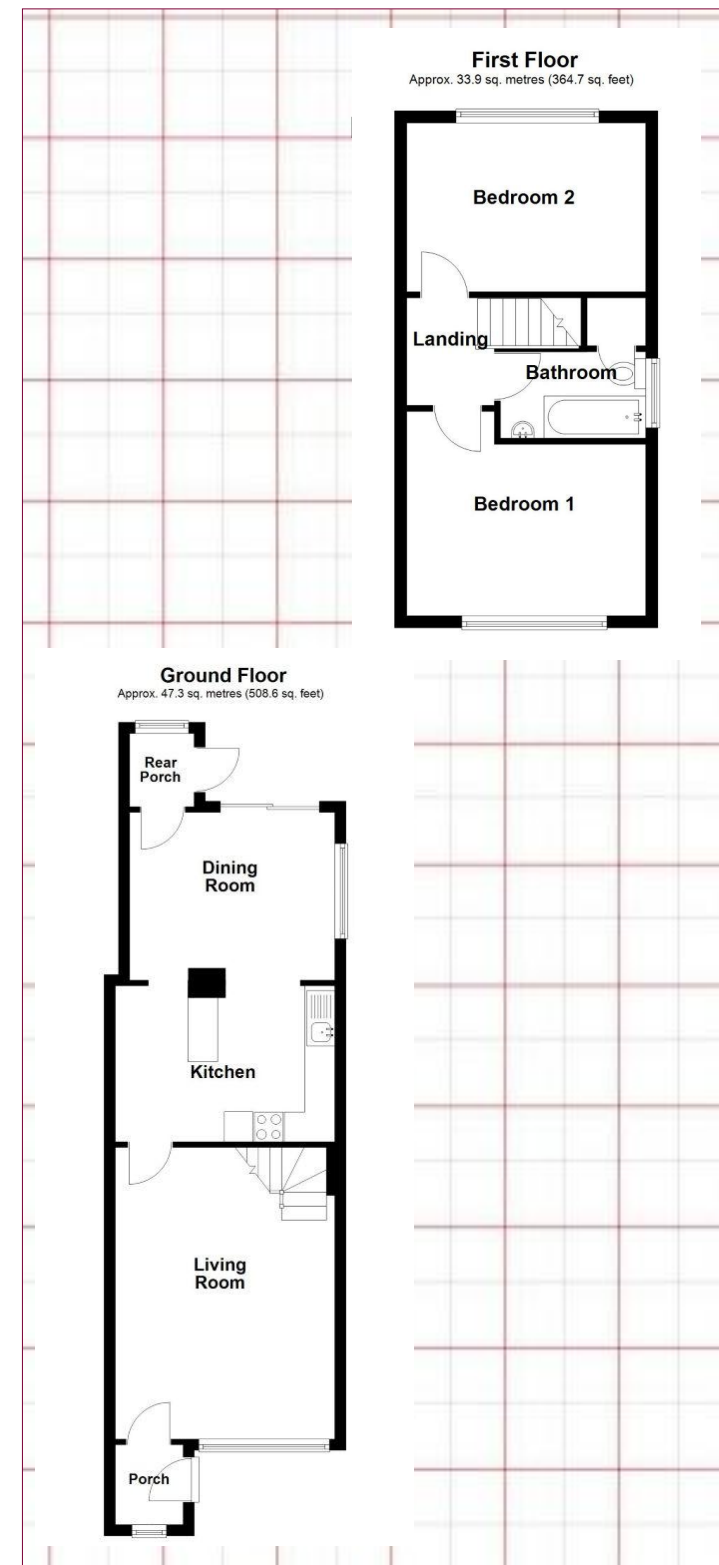 First Floor
Approx. 33.9 sq. metres (364.7 sq. feet)
Bedroom 2
Landing
Bathroom
Bedroom 1
Ground Floor
Approx. 47.3 sq. metres (508.6 sq. feet)
Rear
Porch
Dining
Room
Kitchen
Living
Room
Porch